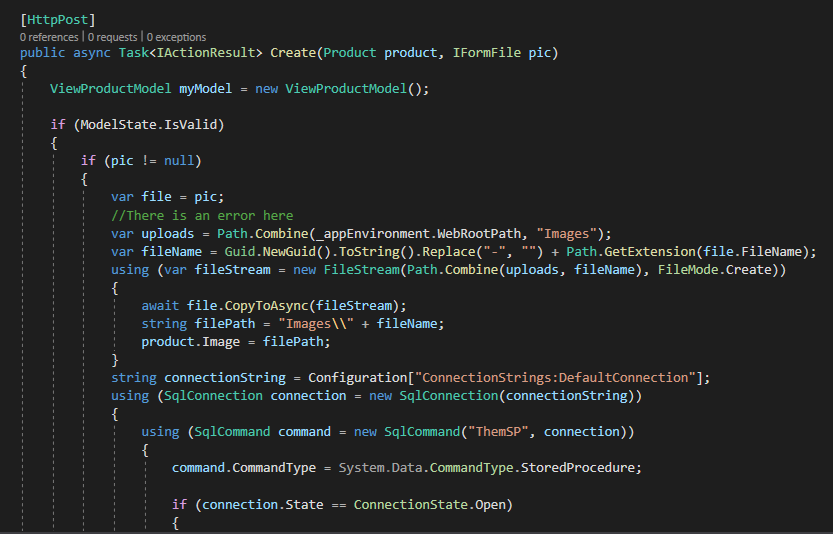 [HttpPost]
0 references | 0 requests | 0 exceptions
public async Task<IActionResult> Create(Product product, IFormFile pic)
{
ViewProductModel myModel = new ViewProductModel();
if (ModelState.IsValid)
{
if (pic != null)
{
var file = pic;
//There is an error here
var uploads = Path.Combine(_appEnvironment.WebRootPath, "Images");
var fileName = Guid.NewGuid().ToString().Replace("-", "") + Path.GetExtension(file.FileName);
using (var fileStream = new FileStream(Path.Combine(uploads, fileName), FileMode.Create))
{
await file.CopyToAsync(fileStream);
string filePath = "Images\\" + fileName;
product.Image = filePath;
}
string connectionString = Configuration["ConnectionStrings:DefaultConnection"];
using (SqlConnection connection = new SqlConnection(connectionString))
{
using (SqlCommand command = new SqlCommand("ThemSP", connection))
{
command.CommandType = System.Data.CommandType.StoredProcedure;
if (connection.State == ConnectionState.Open)
{